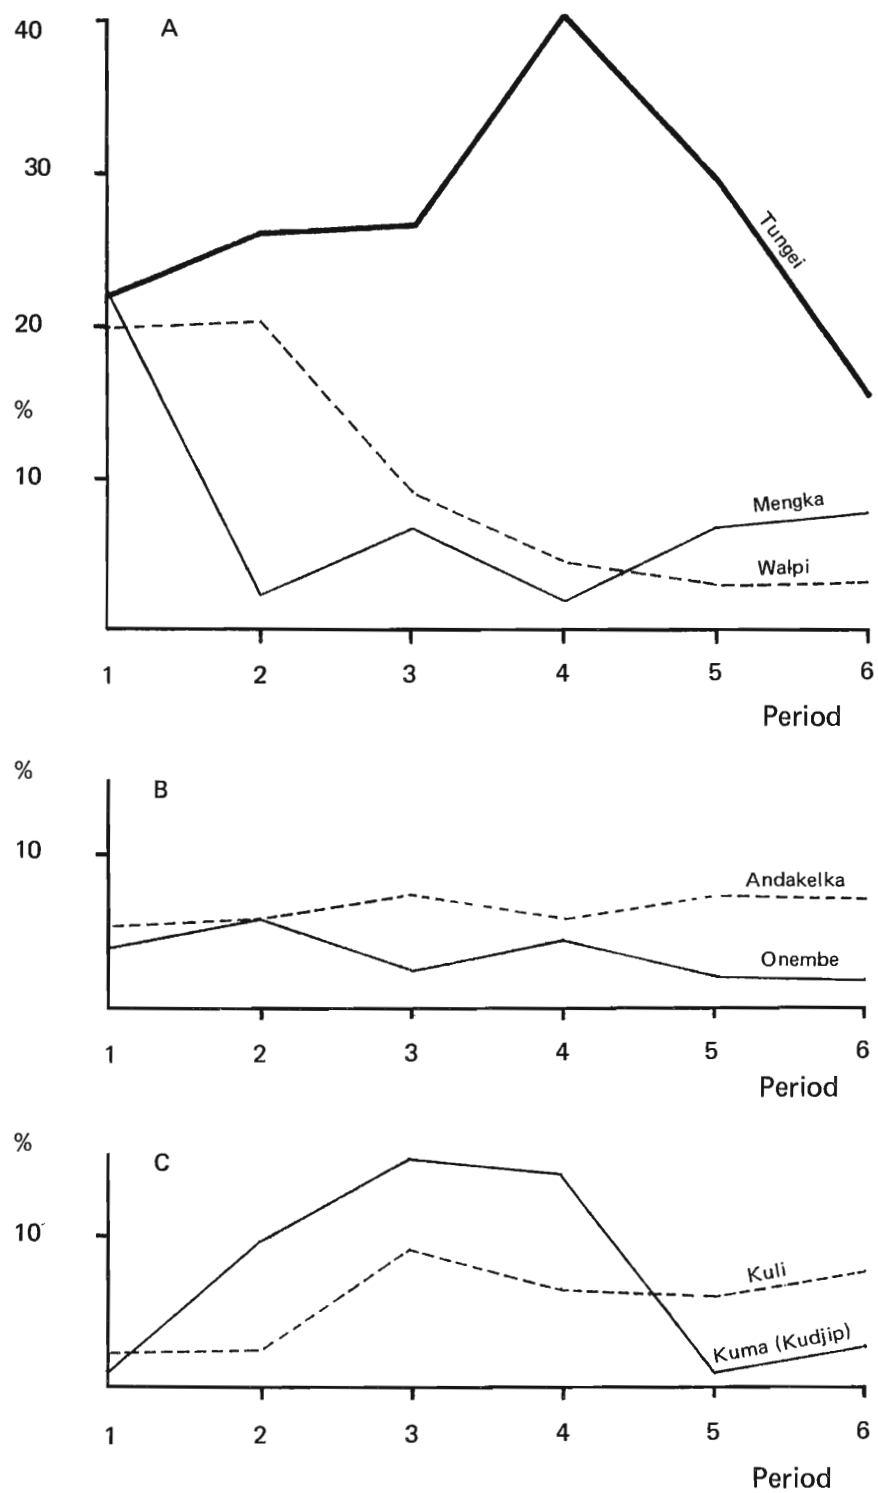 A
40
30
20
%
10
Tungei
Mengka
Wałpi
1 2 3 4 5 6
Period
%
B
10
Andakelka
Onembe
1 2 3 4 5 6
Period
%
C
10
Kuli
Kuma (Kudjip)
1 2 3 4 5 6
Period